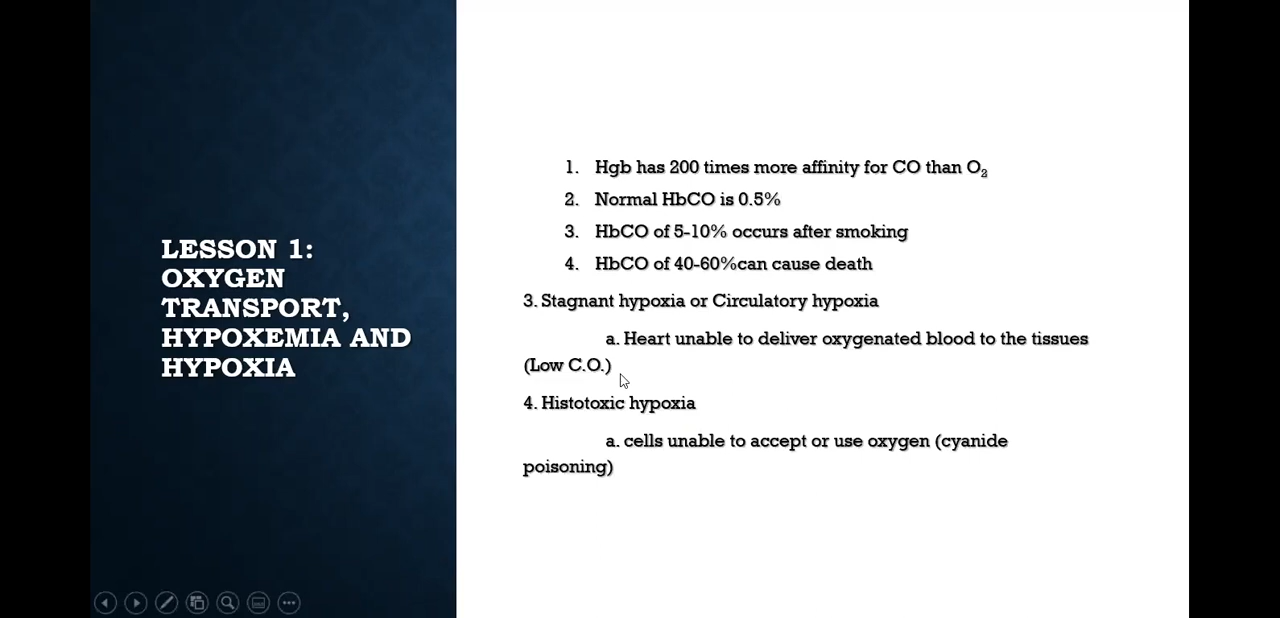 LESSON 1:
OXYGEN
TRANSPORT,
HYPOXEMIA AND
HYPOXIA
1. Hgb has 200 times more affinity for CO than O₂
2. Normal HbCO is 0.5%
3. HbCO of 5-10% occurs after smoking
4. HbCO of 40-60%can cause death
3. Stagnant hypoxia or Circulatory hypoxia
a. Heart unable to deliver oxygenated blood to the tissues
(Low C.O.)
4. Histotoxic hypoxia
a. cells unable to accept or use oxygen (cyanide
poisoning)